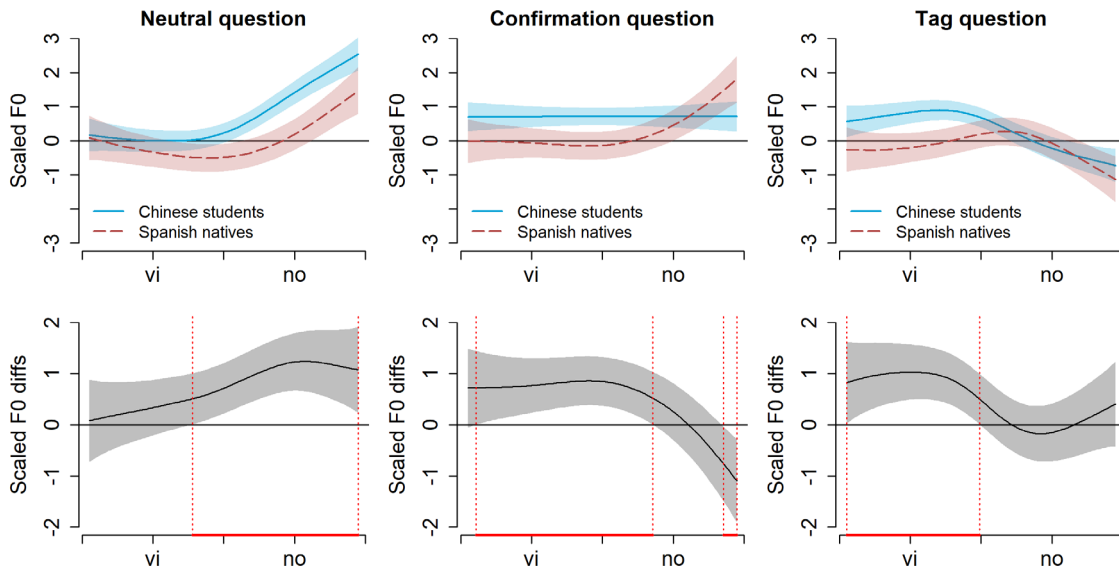 Neutral question
Confirmation question
Tag question
Scaled F0
3
2
1
0
-1
-3
Chinese students
Spanish natives
vi
no
Scaled F0
3
2
1
0
-1
-3
Chinese students
Spanish natives
vi
no
Scaled F0
3
2
1
0
-1
-3
Chinese students
Spanish natives
vi
no
Scaled F0 diffs
2
1
0
-1
-2
vi
no
Scaled F0 diffs
2
1
0
-1
-2
vi
no
Scaled F0 diffs
2
1
0
-1
-2
vi
no